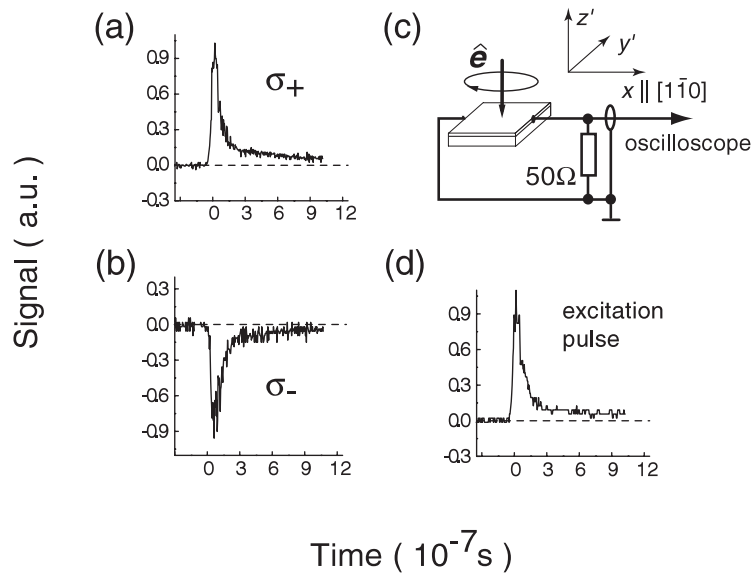 (a)
σ+
0.9
0.6
0.3
0.0
-0.3
0 3 6 9 12
(c)
ê
z'
y'
x || [11̄0]
oscilloscope
50Ω
(b)
σ-
0.3
0.0
-0.3
-0.6
-0.9
0 3 6 9 12
(d)
excitation
pulse
0.9
0.6
0.3
0.0
-0.3
0 3 6 9 12
Signal ( a.u. )
Time ( 10⁻⁷s )